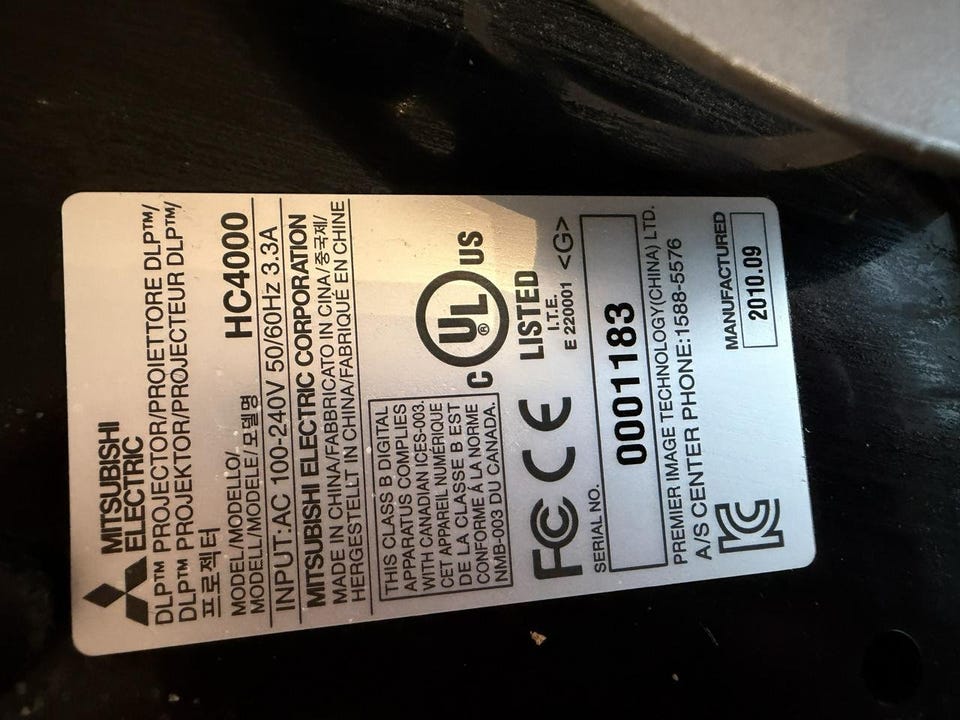 MITSUBISHI
ELECTRIC
DLP™ PROJECTOR/PROIETTORE DLP™/
DLP™ PROJEKTOR/PROJECTEUR DLP™/
프로젝터
MODEL/MODELLO/
MODELL/MODELE/모델명 HC4000
INPUT:AC 100-240V 50/60Hz 3.3A
MITSUBISHI ELECTRIC CORPORATION
MADE IN CHINA/FABRICATO IN CINA/중국제/
HERGESTELLT IN CHINA/FABRIQUÉ EN CHINE
THIS CLASS B DIGITAL
APPARATUS COMPLIES
WITH CANADIAN ICES-003.
CET APPAREIL NUMÉRIQUE
DE LA CLASSE B EST
CONFORME À LA NORME
NMB-003 DU CANADA.
C UL® US
LISTED
I.T.E.
E 220001 <G>
FC CE
SERIAL NO.
0001183
PREMIER IMAGE TECHNOLOGY(CHINA) LTD.
A/S CENTER PHONE:1588-5576
KC
MANUFACTURED
2010.09